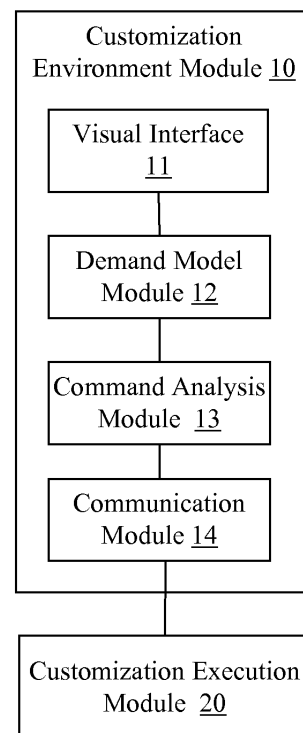 Customization
Environment Module 10
Visual Interface
11
Demand Model
Module 12
Command Analysis
Module 13
Communication
Module 14
Customization Execution
Module 20